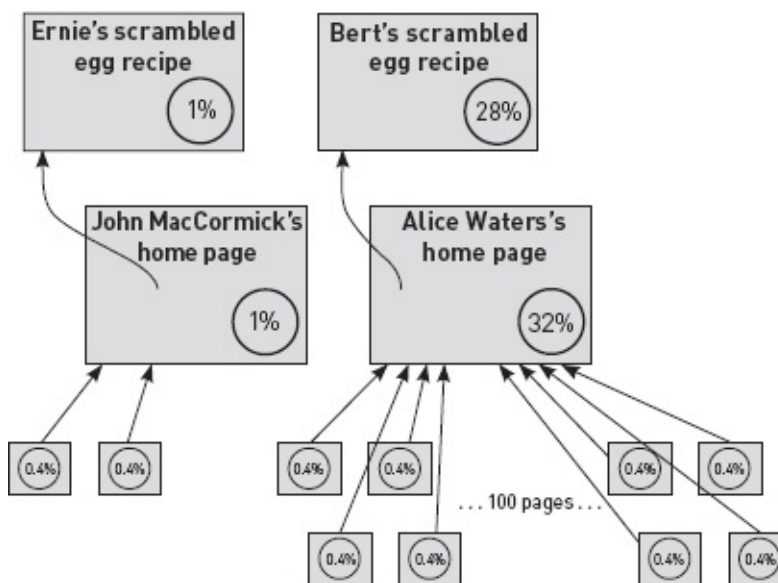 Ernie's scrambled
egg recipe
1%
Bert's scrambled
egg recipe
28%
John MacCormick's
home page
1%
Alice Waters's
home page
32%
0.4%
0.4%
0.4%
0.4%
0.4%
0.4%
... 100 pages ...
0.4%
0.4%
0.4%
0.4%